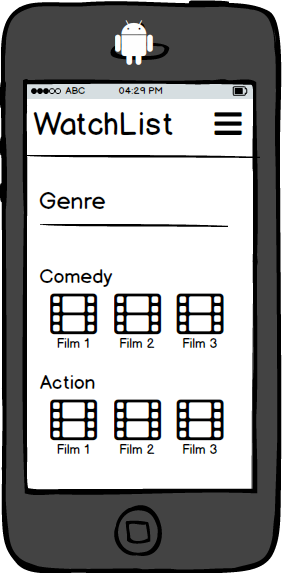 ABC 04:29 PM
WatchList
Genre
Comedy
Film 1 Film 2 Film 3
Action
Film 1 Film 2 Film 3